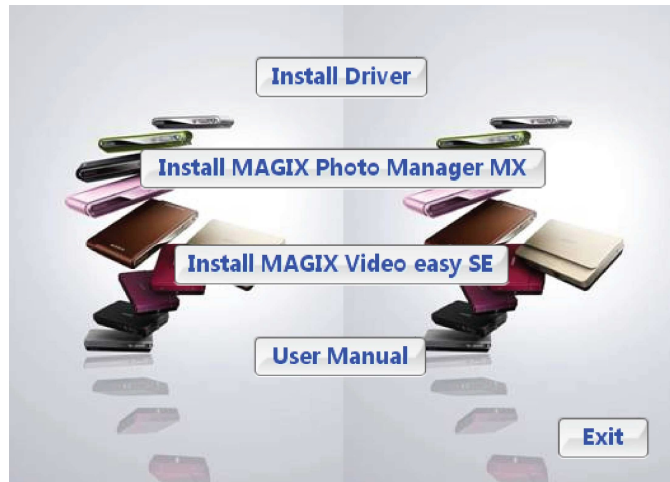 Install Driver
Install MAGIX Photo Manager MX
Install MAGIX Video easy SE
User Manual
Exit